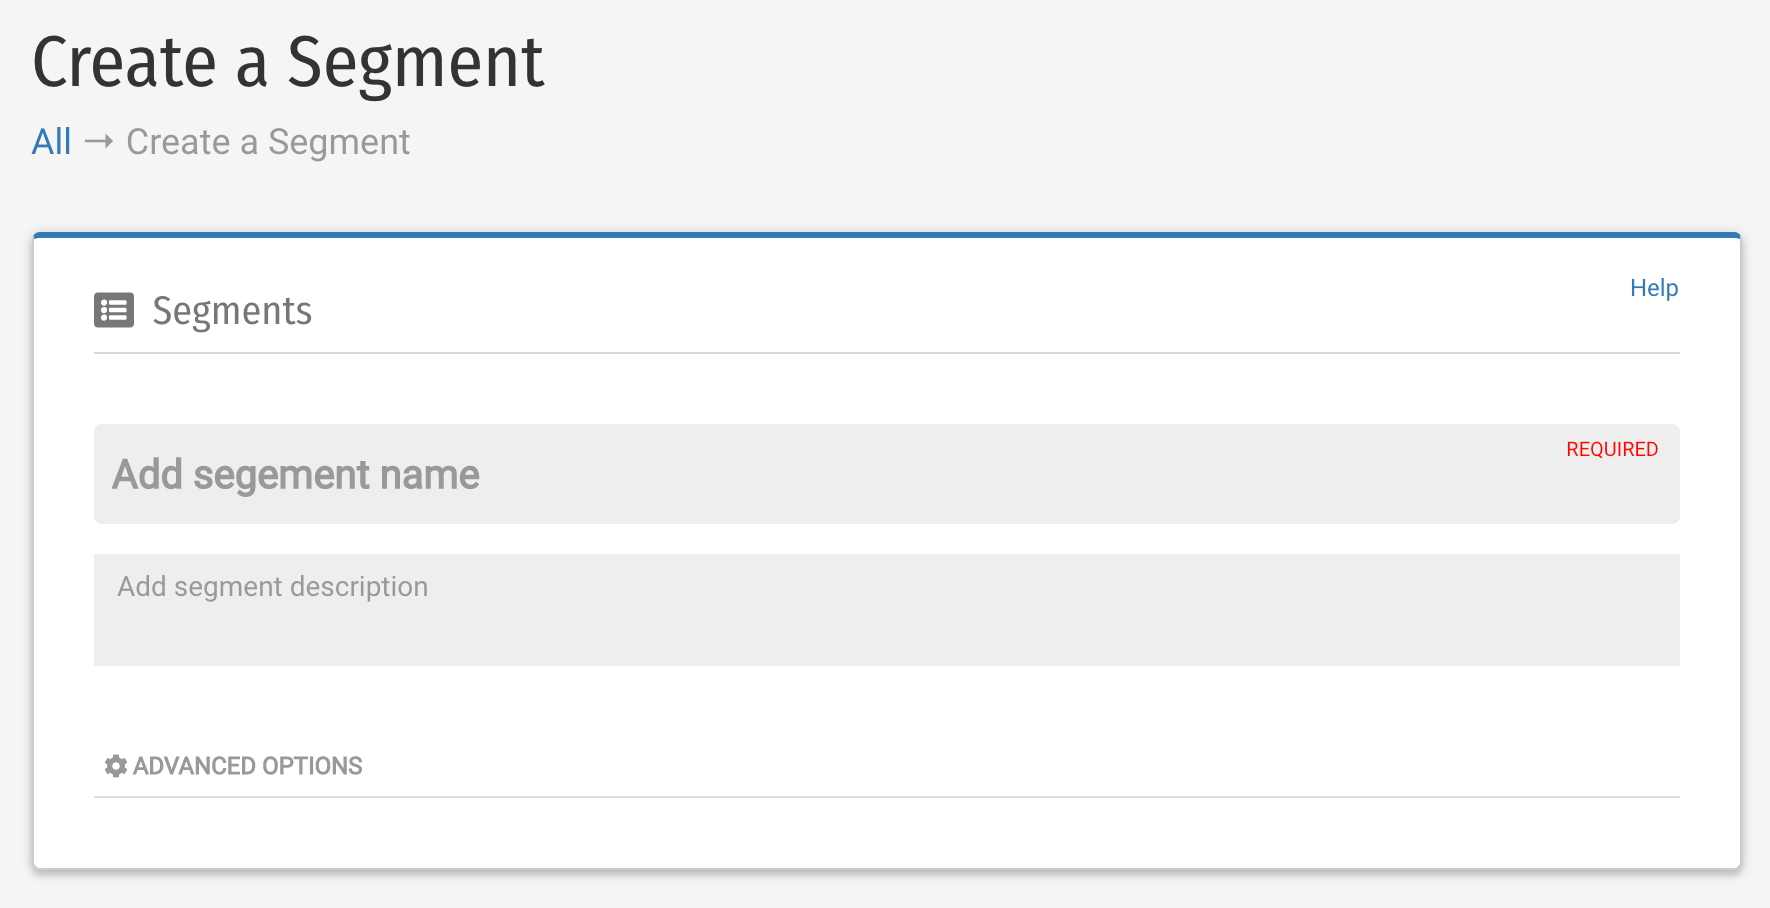 Create a Segment
All → Create a Segment
Segments
Help
Add segement name
REQUIRED
Add segment description
ADVANCED OPTIONS